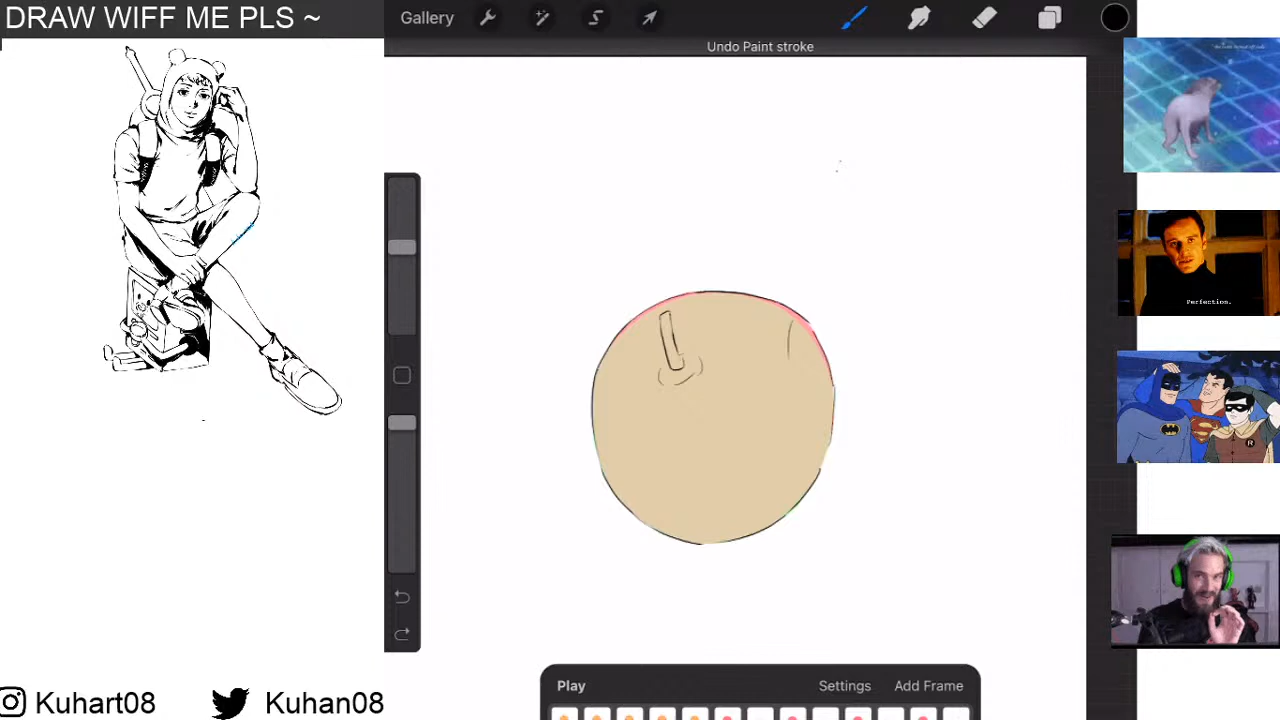 DRAW WIFF ME PLS ~
Gallery
Undo Paint stroke
Perfection.
Play
Settings
Add Frame
Kuhart08
Kuhan08